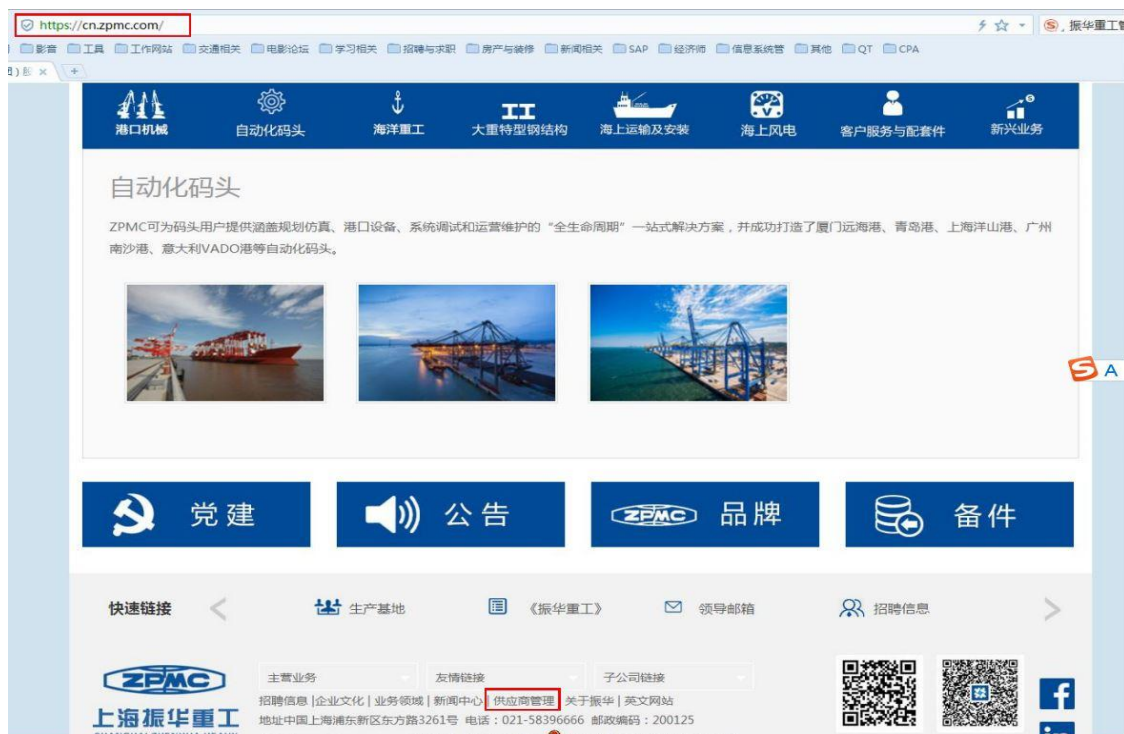 https://cn.zpmc.com/
振华重工
影音 工具 工作网站 交通相关 电影论坛 学习相关 招聘与求职 房产与装修 新闻相关 SAP 经济师 信息系统管 其他 QT CPA
港口机械 自动化码头 海洋重工 大重特型钢结构 海上运输及安装 海上风电 客户服务与配套件 新兴业务
自动化码头
ZPMC可为码头用户提供涵盖规划仿真、港口设备、系统调试和运营维护的“全生命周期”一站式解决方案，并成功打造了厦门远海港、青岛港、上海洋山港、广州
南沙港、意大利VADO港等自动化码头。
S A
党建 公告 ZPMC 品牌 备件
快速链接 生产基地 《振华重工》 领导邮箱 招聘信息
ZPMC 主营业务 友情链接 子公司链接
招聘信息 |企业文化 | 业务领域 | 新闻中心 | 供应商管理 | 关于振华 | 英文网站
上海振华重工 地址中国上海浦东新区东方路3261号 电话：021-58396666 邮政编码：200125
f
in